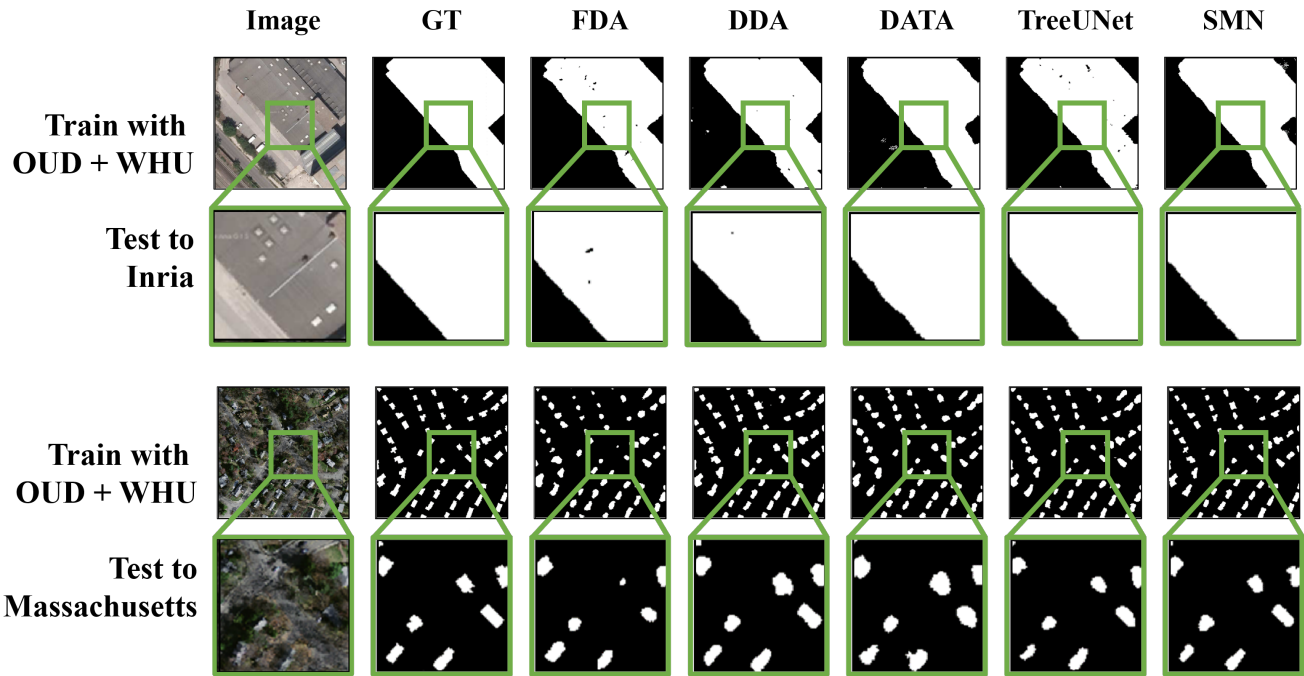 Image GT FDA DDA DATA TreeUNet SMN
Train with
OUD + WHU
Test to
Inria
Train with
OUD + WHU
Test to
Massachusetts